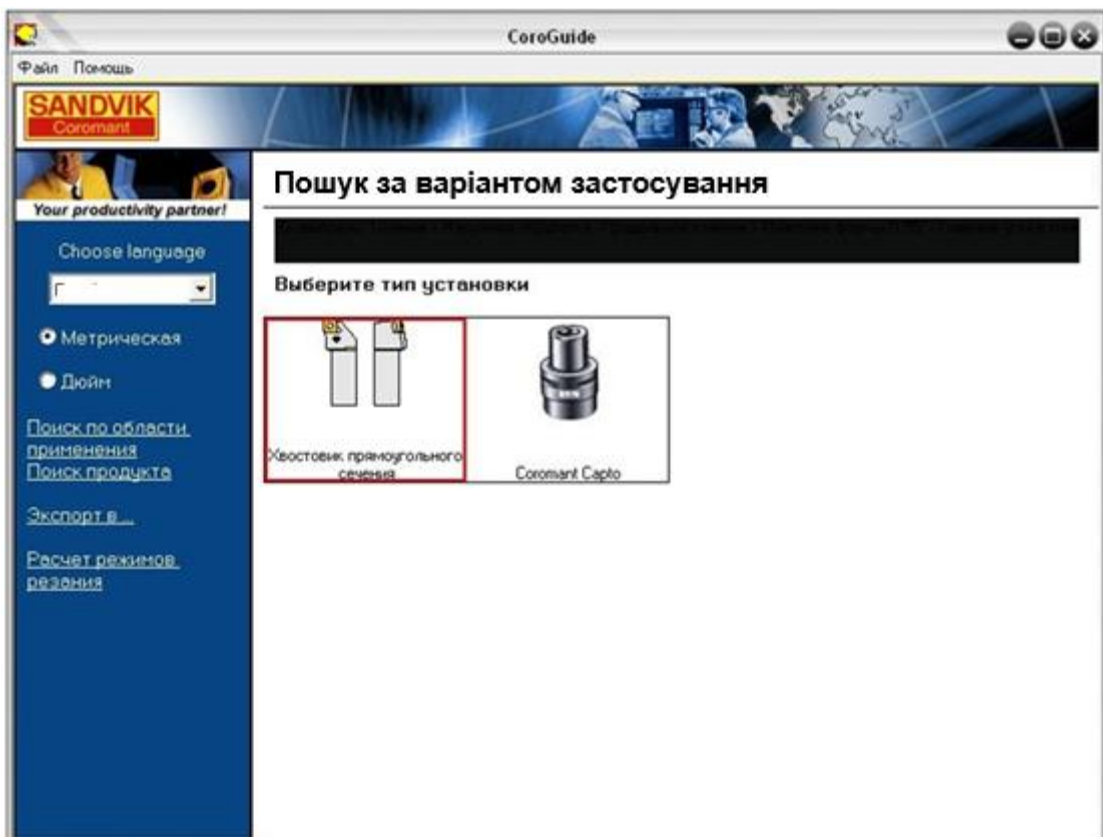 CoroGuide
Файл Помощь
SANDVIK
Coromant
Your productivity partner!
Choose language
Метрическая
Дюйм
Поиск по области
применения
Поиск продукта
Экспорт в ...
Расчет режимов
резания
Пошук за варіантом застосування
Выберите тип установки
Хвостовик прямоугольного
сечения
Coromant Capto